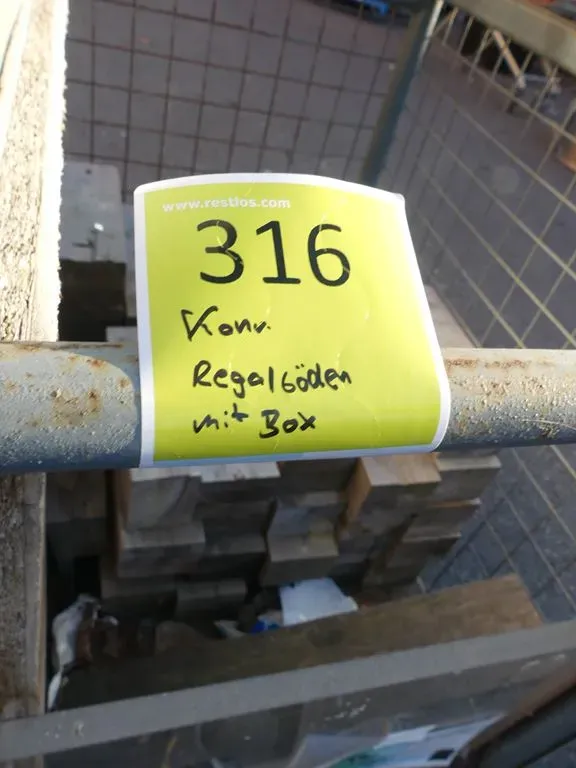 www.restlos.com
316
Konv.
Regalböden
mit Box